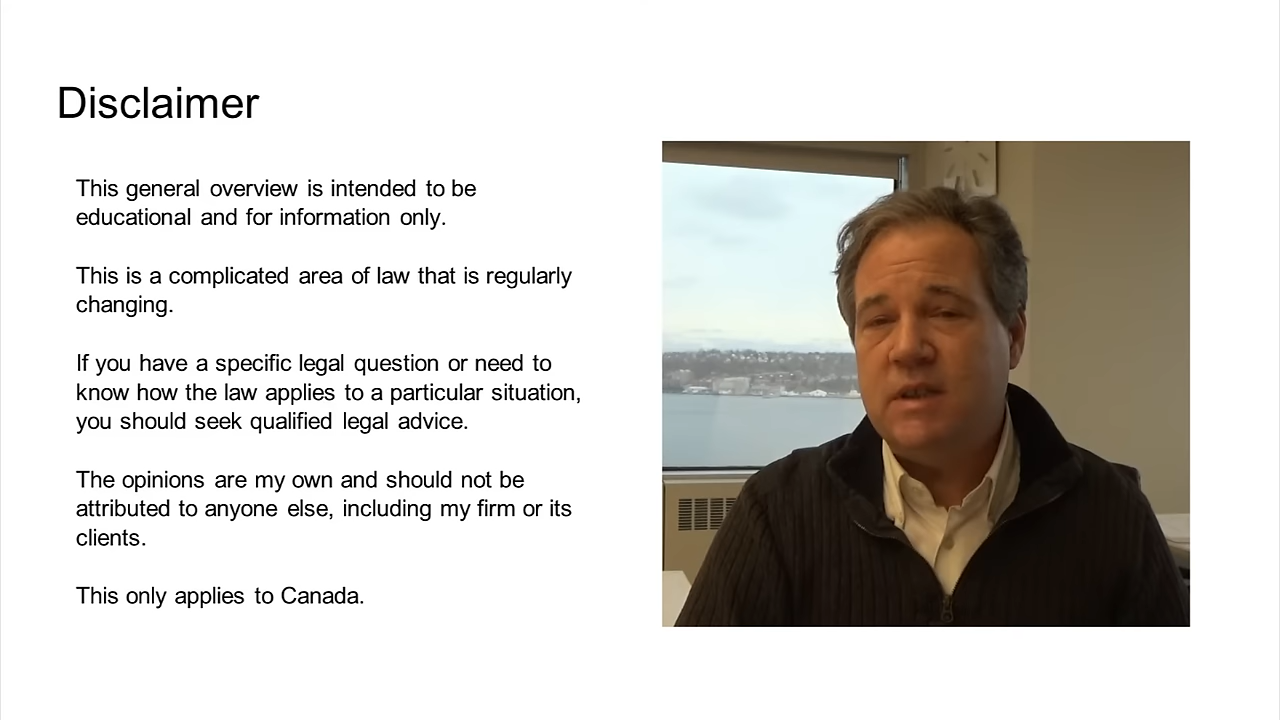 Disclaimer
This general overview is intended to be
educational and for information only.
This is a complicated area of law that is regularly
changing.
If you have a specific legal question or need to
know how the law applies to a particular situation,
you should seek qualified legal advice.
The opinions are my own and should not be
attributed to anyone else, including my firm or its
clients.
This only applies to Canada.